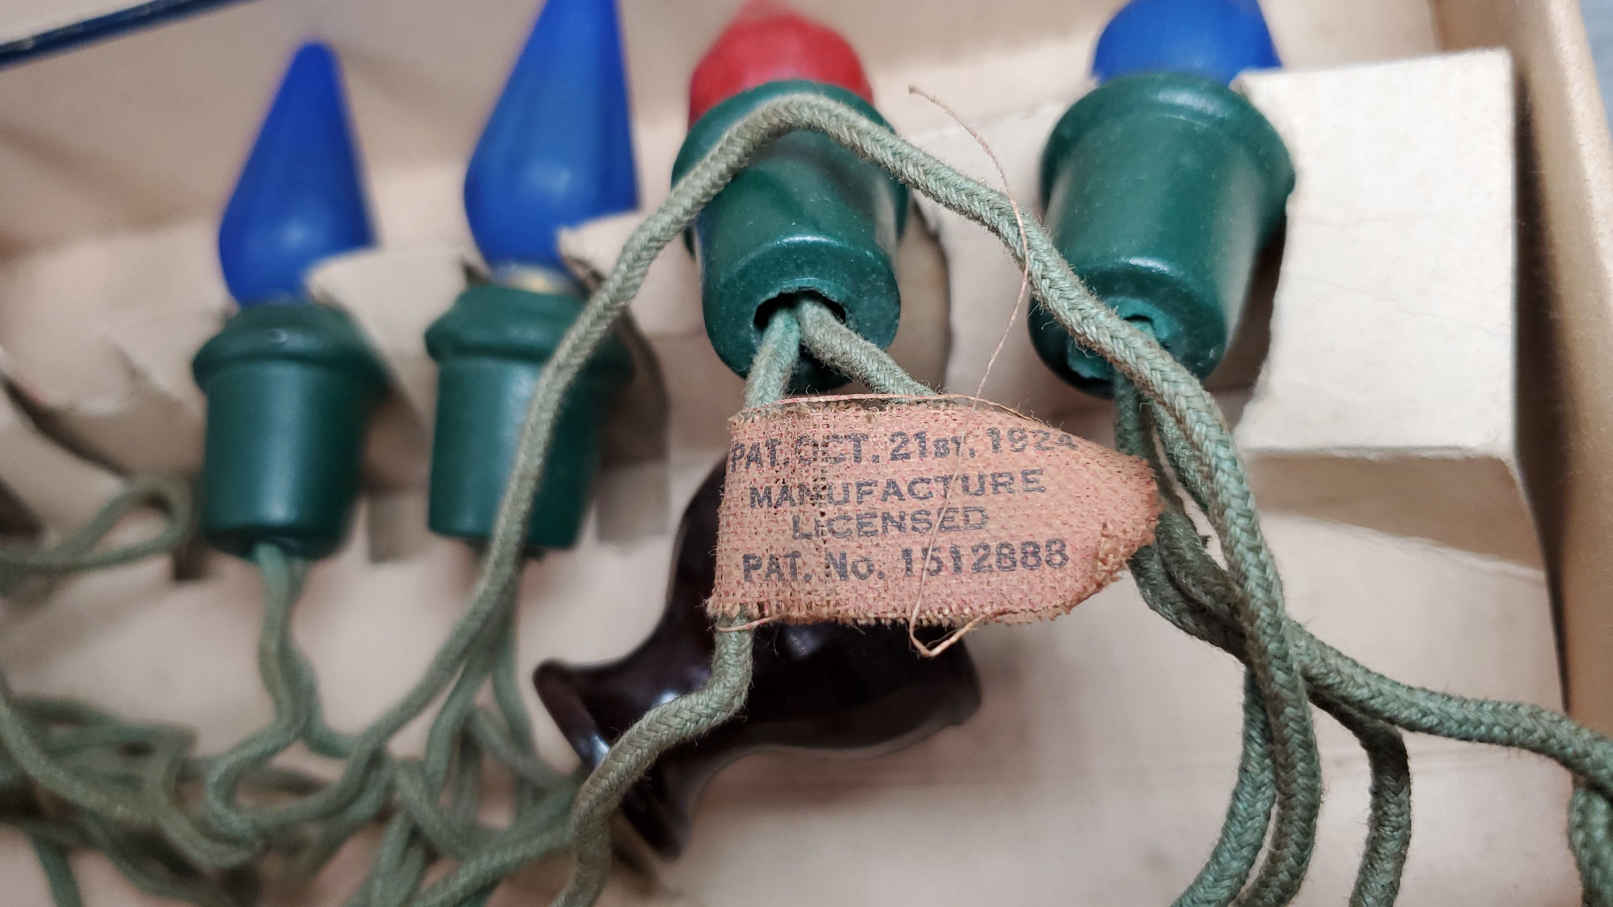 PAT. OCT. 21ST, 1924
MANUFACTURE
LICENSED
PAT. No. 1512888